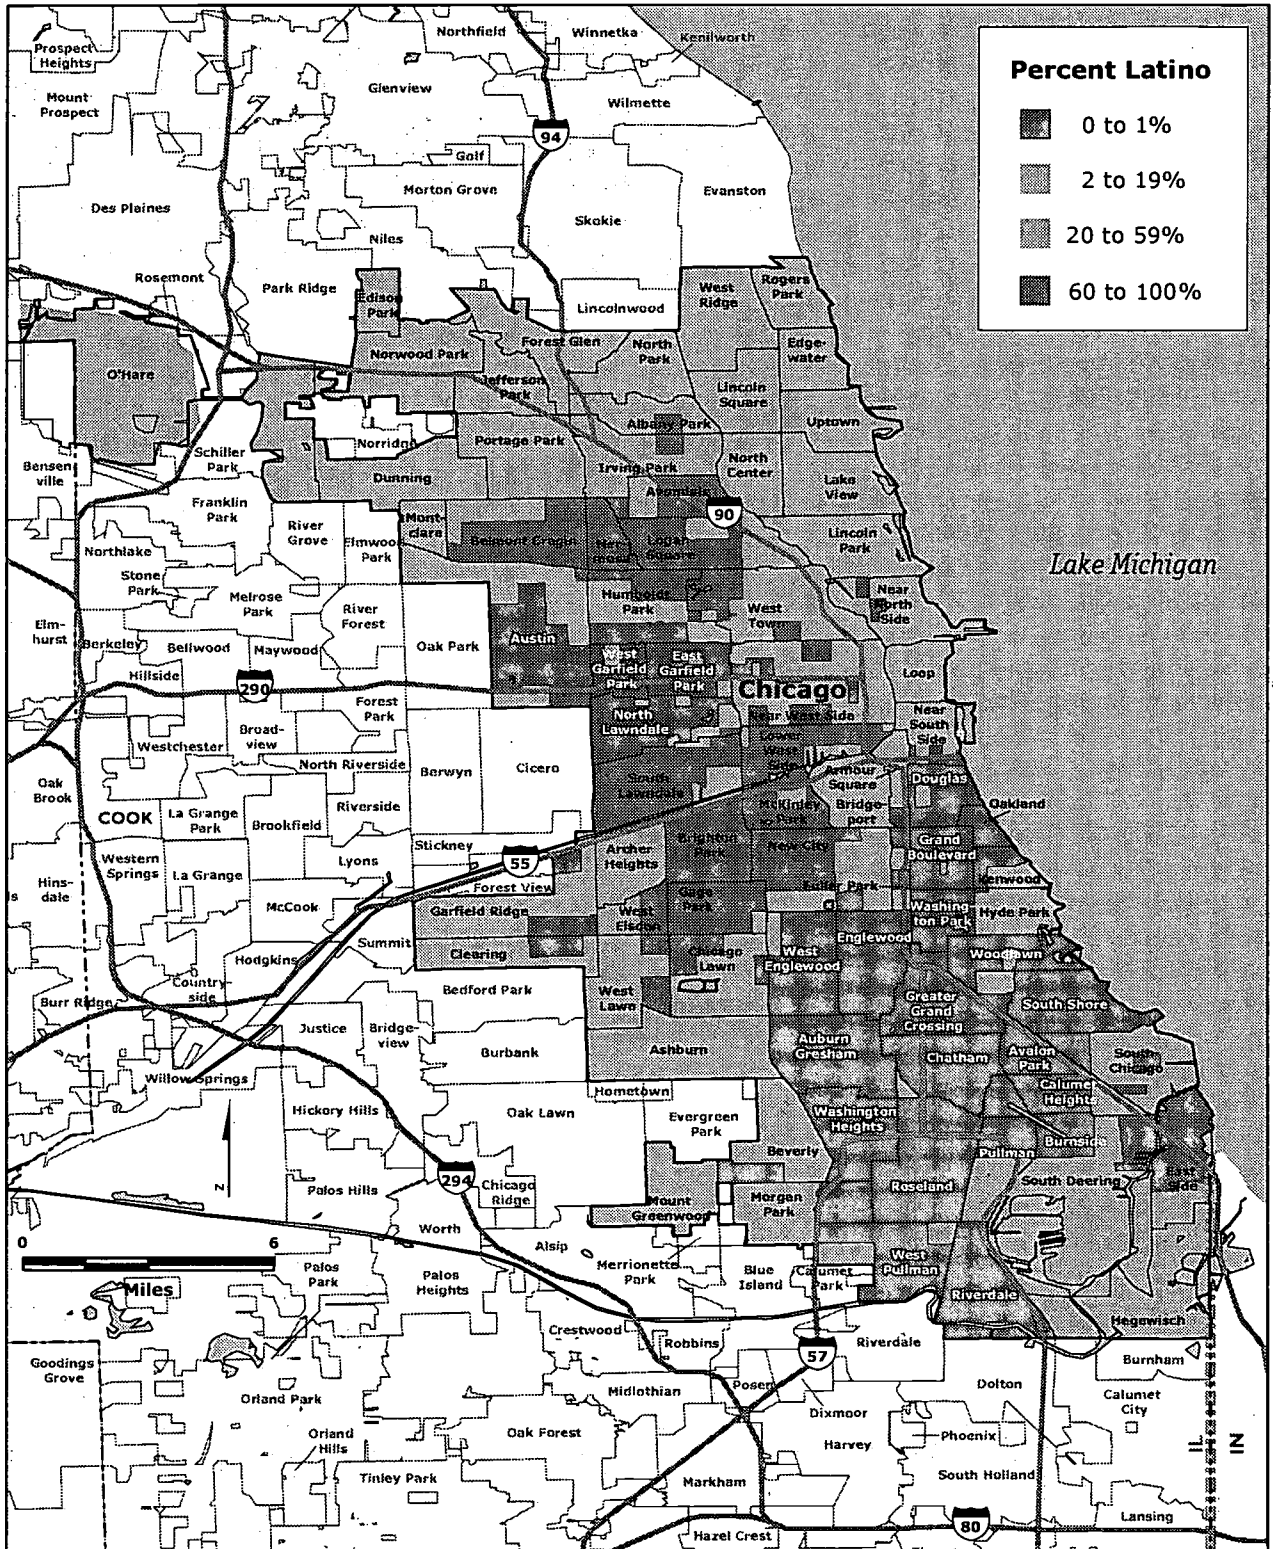 Northfield
Winnetka
Kenilworth
Prospect
Heights
Mount
Prospect
Glenview
Wilmette
94
Golf
Morton Grove
Evanston
Des Plaines
Skokie
Niles
Rosemont
Park Ridge
Lincolnwood
Percent Latino
0 to 1%
2 to 19%
20 to 59%
60 to 100%
West
Ridge
Rogers
Park
Edison
Park
Norwood Park
Forest Glen
North
Park
Edge-
water
O'Hare
Jefferson
Park
Lincoln
Square
Albany Park
Uptown
Norridge
Portage Park
Schiller
Park
Irving Park
North
Center
Bensen
ville
Dunning
Lake
View
Franklin
Park
Avondale
90
Mont-
clare
River
Grove
Elmwood
Park
Belmont Cragin
Hermosa
Logan
Square
Lincoln
Park
Lake Michigan
Northlake
Stone
Park
Melrose
Park
River
Forest
Humboldt
Park
West
Town
Near
North
Side
Elm-
hurst
Berkeley
Bellwood
Maywood
Oak Park
Austin
West
Garfield
Park
East
Garfield
Park
Loop
Hillside
290
Chicago
Forest
Park
North
Lawndale
Near West Side
Near
South
Side
Broad-
view
Westchester
North Riverside
Berwyn
Cicero
Lower
West
Side
Oak
Brook
South
Lawndale
Armour
Square
Douglas
COOK
La Grange
Park
Riverside
Brookfield
McKinley
Park
Bridge-
port
Oakland
Stickney
Brighton
Park
New City
Grand
Boulevard
Western
Springs
Lyons
55
Archer
Heights
La Grange
Forest View
Fuller Park
Kenwood
Hins-
dale
ls
McCook
Garfield Ridge
Gage
Park
West
Elsdon
Washing-
ton Park
Hyde Park
Summit
Englewood
Hodgkins
Clearing
Chicago
Lawn
West
Englewood
Woodlawn
Country-
side
Burr Ridge
Bedford Park
West
Lawn
Greater
Grand
Crossing
South Shore
Justice
Bridge-
view
Burbank
Ashburn
Auburn
Gresham
Chatham
Avalon
Park
South
Chicago
Willow Springs
Hometown
Calumet
Heights
Hickory Hills
Oak Lawn
Evergreen
Park
Washington
Heights
Burnside
Beverly
Pullman
294
N
Palos Hills
Chicago
Ridge
Mount
Greenwood
Morgan
Park
Roseland
South Deering
East
Side
Worth
0
6
Miles
Alsip
Merrionette
Park
Blue
Island
Calumet
Park
West
Pullman
Palos
Park
Palos
Heights
Riverdale
Hegewisch
Crestwood
Robbins
57
Riverdale
Goodings
Grove
Burnham
Orland Park
Midlothian
Posen
Dixmoor
Dolton
Calumet
City
Orland
Hills
Oak Forest
Harvey
Phoenix
IL
IN
Tinley Park
Markham
South Holland
Hazel Crest
80
Lansing